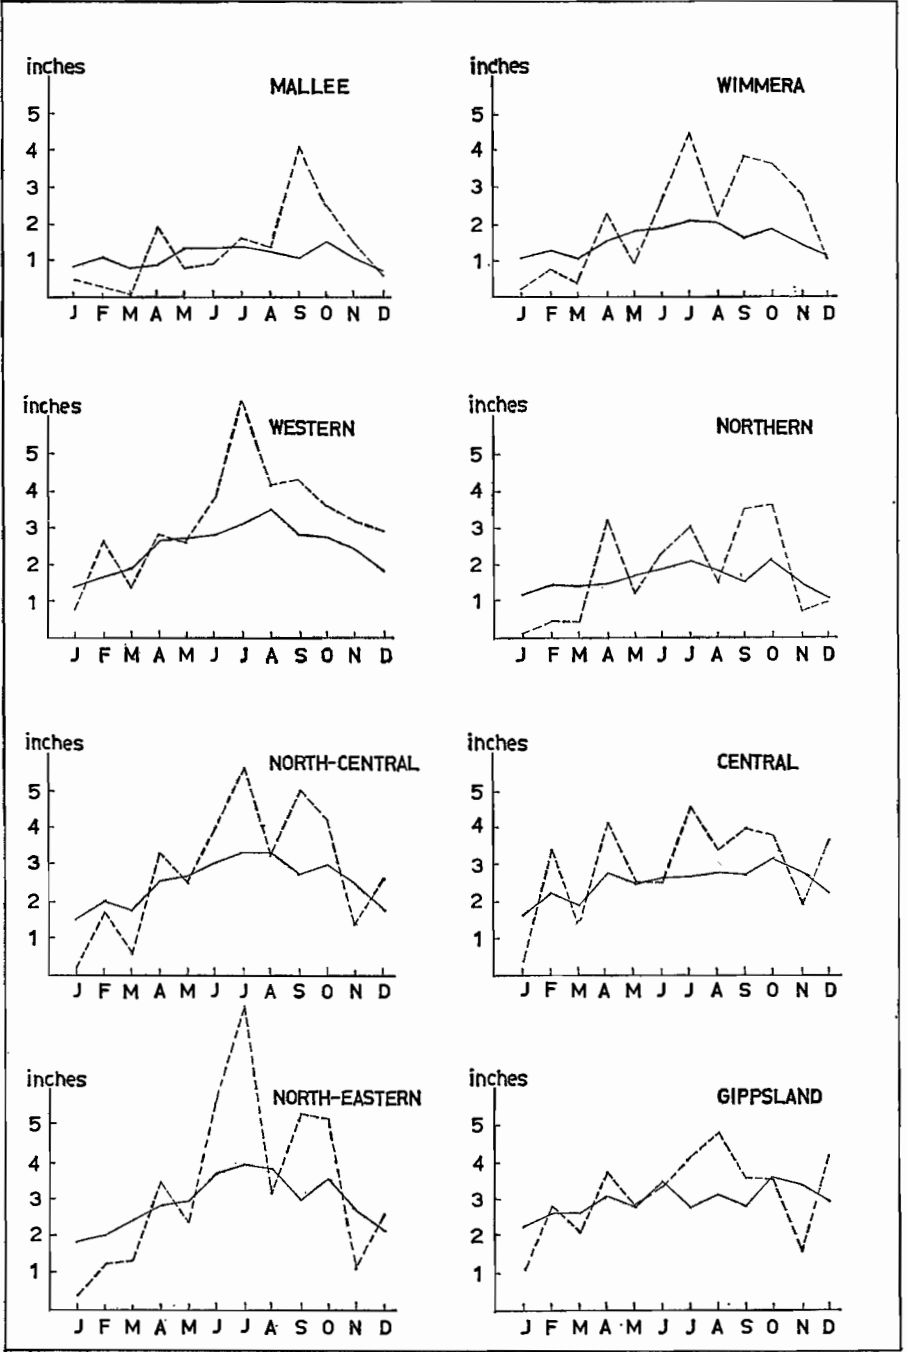 inches
MALLEE
5
4
3
2
1
J F M A M J J A S O N D
inches
WIMMERA
5
4
3
2
1
J F M A M J J A S O N D
inches
WESTERN
5
4
3
2
1
J F M A M J J A S O N D
inches
NORTHERN
5
4
3
2
1
J F M A M J J A S O N D
inches
NORTH-CENTRAL
5
4
3
2
1
J F M A M J J A S O N D
inches
CENTRAL
5
4
3
2
1
J F M A M J J A S O N D
inches
NORTH-EASTERN
5
4
3
2
1
J F M A M J J A S O N D
inches
GIPPSLAND
5
4
3
2
1
J F M A M J J A S O N D